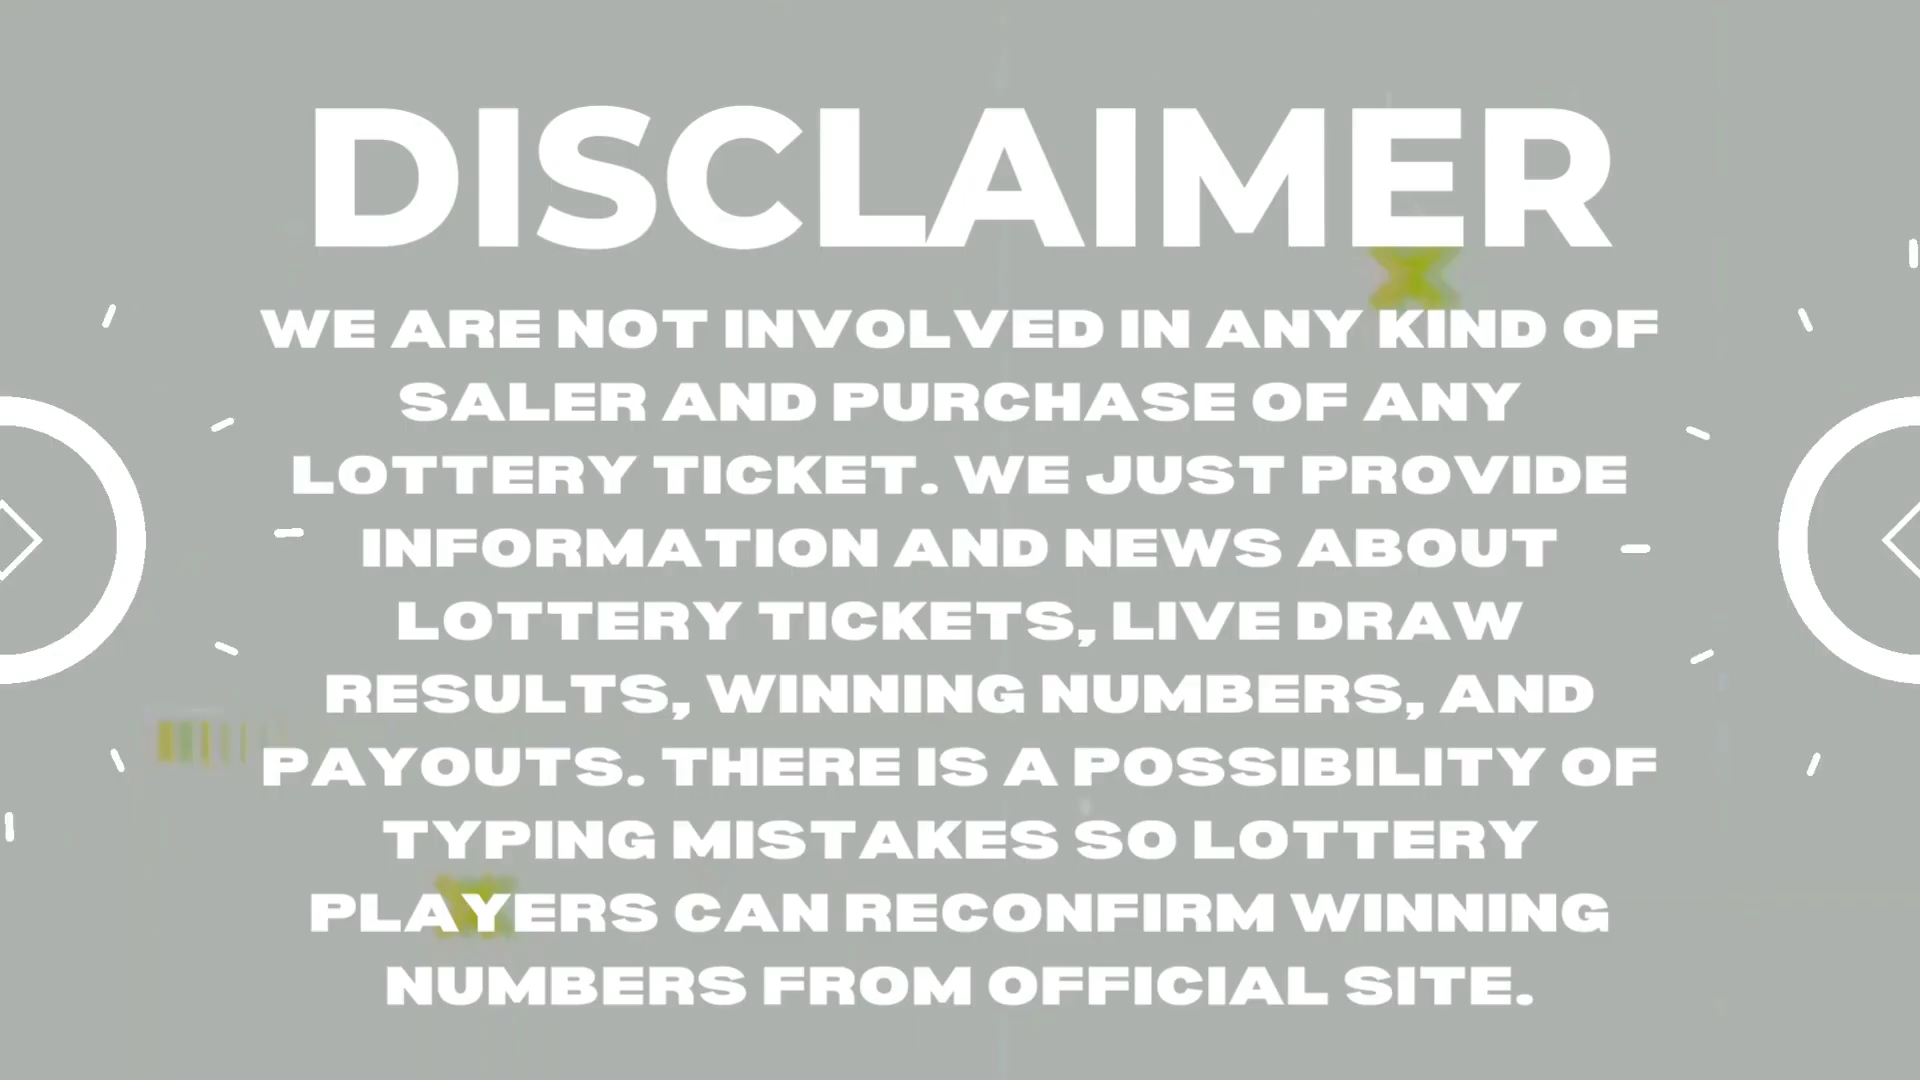 DISCLAIMER
WE ARE NOT INVOLVED IN ANY KIND OF
SALER AND PURCHASE OF ANY
LOTTERY TICKET. WE JUST PROVIDE
INFORMATION AND NEWS ABOUT
LOTTERY TICKETS, LIVE DRAW
RESULTS, WINNING NUMBERS, AND
PAYOUTS. THERE IS A POSSIBILITY OF
TYPING MISTAKES SO LOTTERY
PLAYERS CAN RECONFIRM WINNING
NUMBERS FROM OFFICIAL SITE.